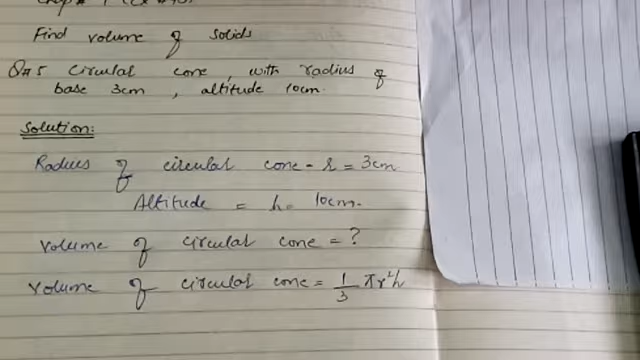 Find volume of solids
Q#5 Circular cone, with radius of
base 3cm, altitude 10cm.
Solution:
Radius of circular cone - r = 3cm
Altitude = h = 10cm.
Volume of circular cone = ?
Volume of circular cone = 1/3 πr²h